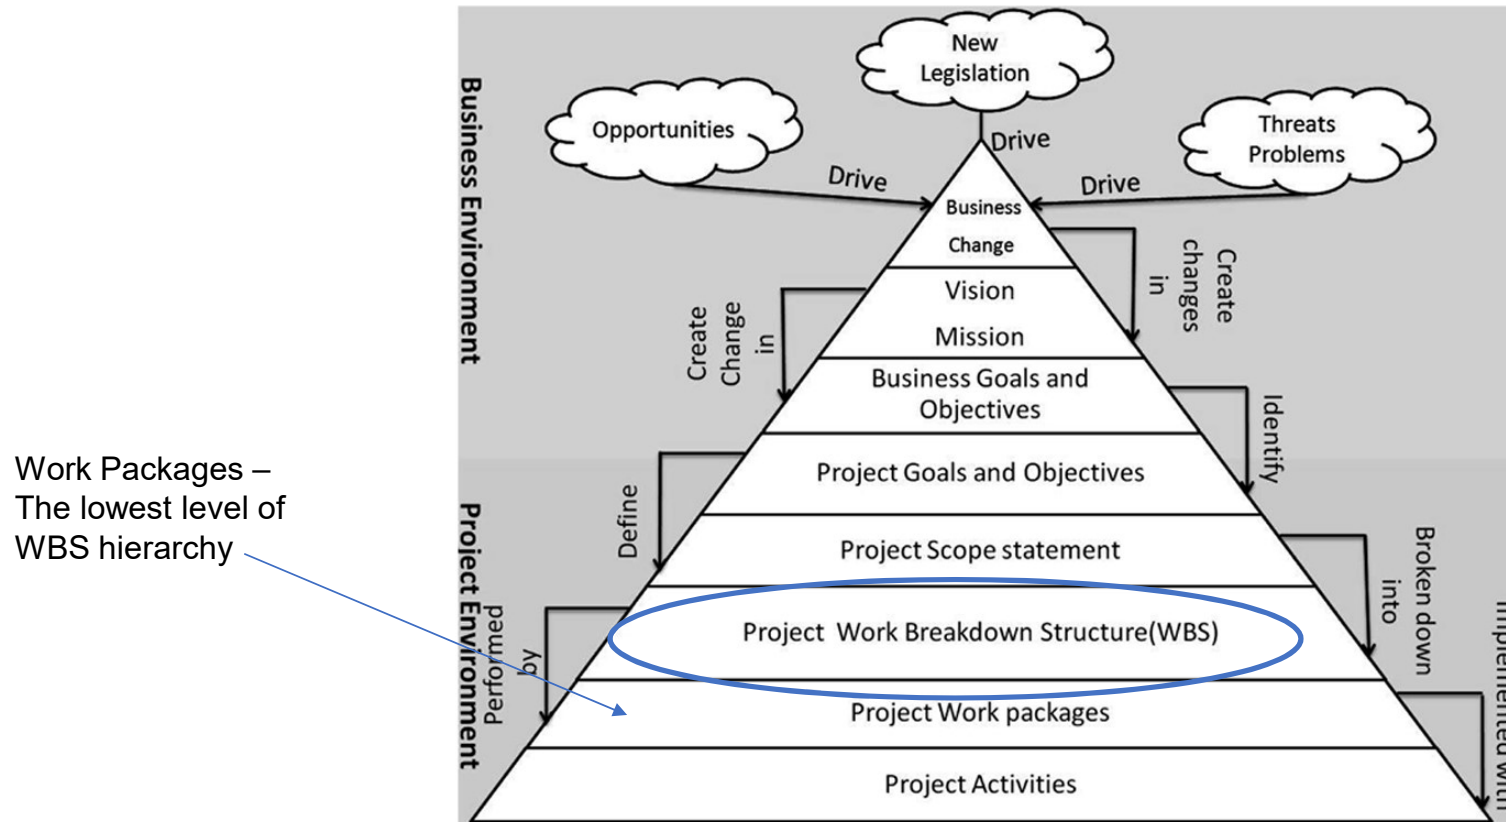 New
Legislation
Opportunities
Threats
Problems
Drive
Drive
Drive
Business Environment
Business
Change
Create
changes
in
Vision
Mission
Create
Change
in
Business Goals and
Objectives
Identify
Work Packages –
The lowest level of
WBS hierarchy
Project Goals and Objectives
Define
Project Environment
Project Scope statement
Broken down
into
Project Work Breakdown Structure(WBS)
Performed
by
Implemented with
Project Work packages
Project Activities